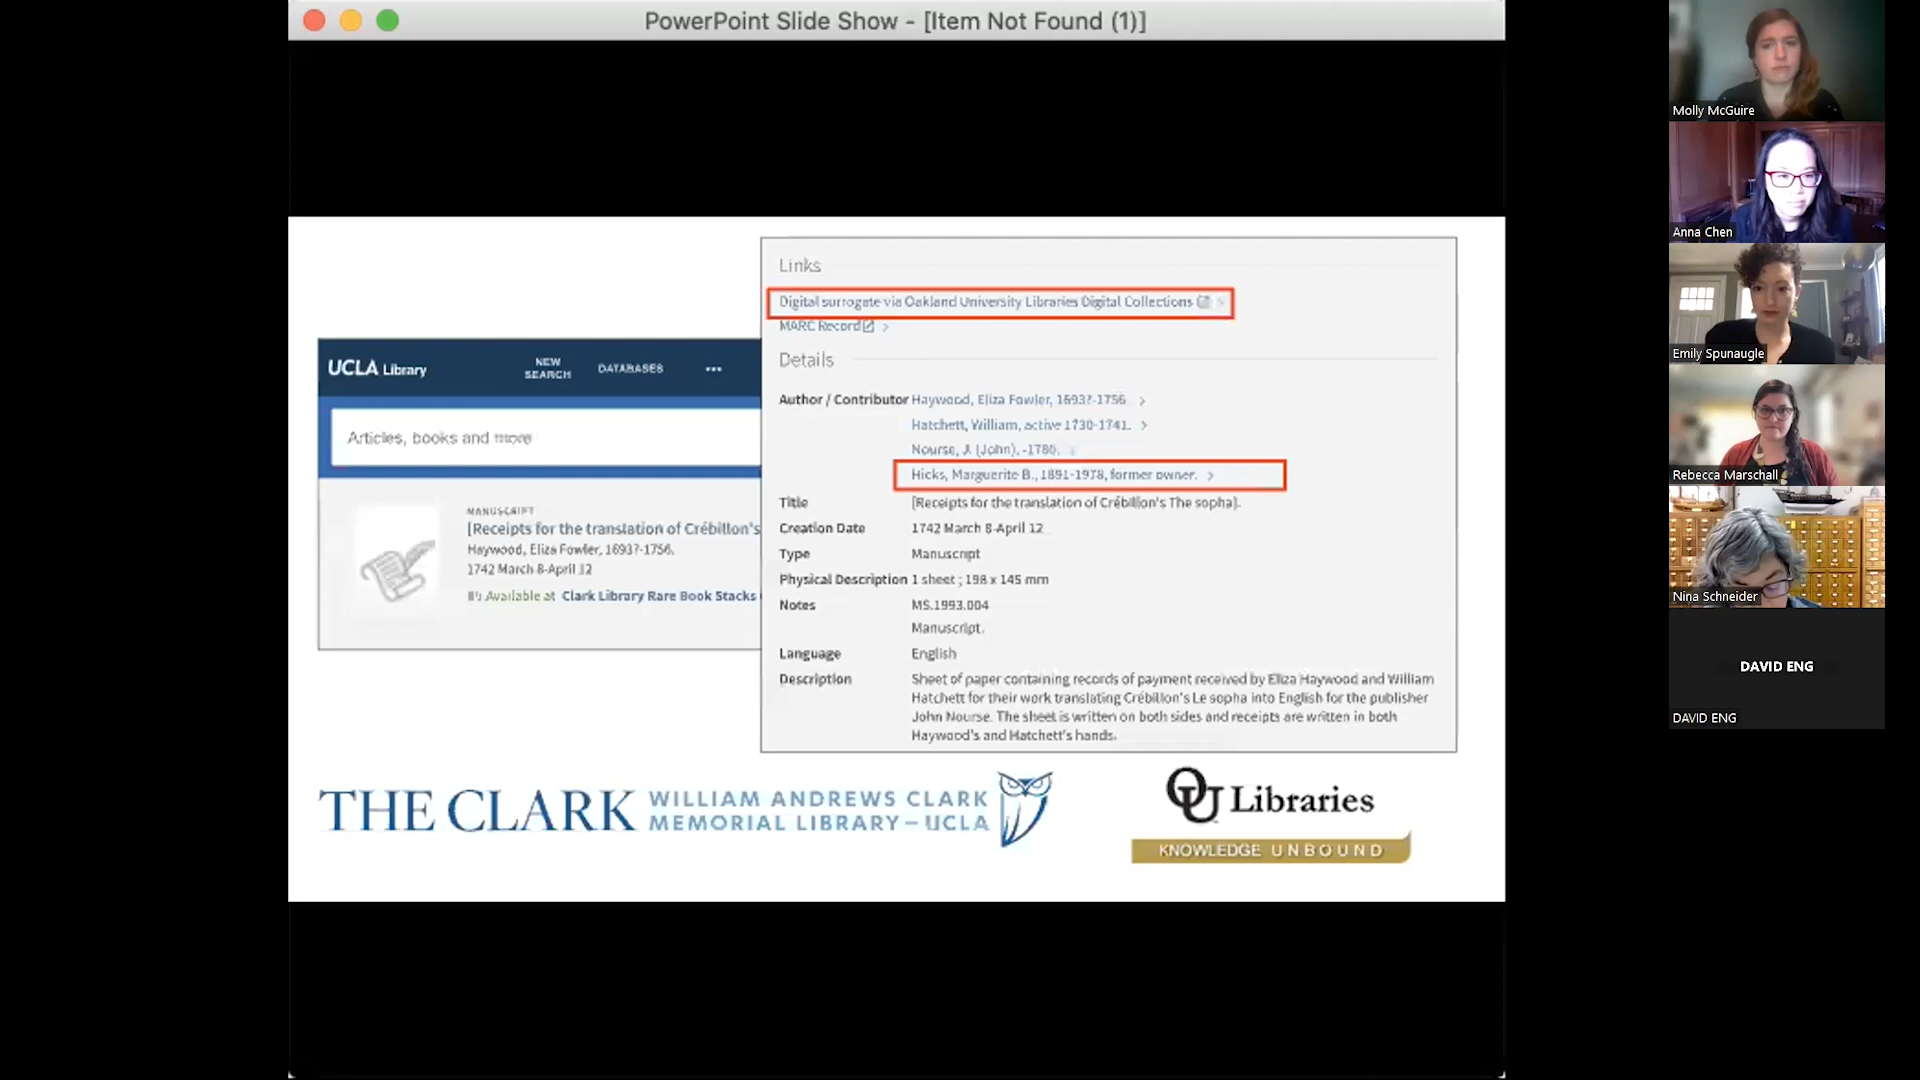 PowerPoint Slide Show - [Item Not Found (1)]
Links
Digital surrogate via Oakland University Libraries Digital Collections
MARC Record
Details
Author / Contributor Haywood, Eliza Fowler, 1693?-1756.
Hatchett, William, active 1730-1741.
Nourse, J. (John), -1780.
Hicks, Marguerite B., 1891-1978, former owner.
Title [Receipts for the translation of Crébillon's The sopha].
Creation Date 1742 March 8-April 12
Type Manuscript
Physical Description 1 sheet ; 198 x 145 mm
Notes MS.1993.004
Manuscript.
Language English
Description Sheet of paper containing records of payment received by Eliza Haywood and William
Hatchett for their work translating Crébillon's Le sopha into English for the publisher
John Nourse. The sheet is written on both sides and receipts are written in both
Haywood's and Hatchett's hands.
UCLA Library
NEW
SEARCH
DATABASES
Articles, books and more
MANUSCRIPT
[Receipts for the translation of Crébillon's
Haywood, Eliza Fowler, 1693?-1756.
1742 March 8-April 12
Available at Clark Library Rare Book Stacks
THE CLARK WILLIAM ANDREWS CLARK
MEMORIAL LIBRARY – UCLA
OU Libraries
KNOWLEDGE UNBOUND
Molly McGuire
Anna Chen
Emily Spunaugle
Rebecca Marschall
Nina Schneider
DAVID ENG
DAVID ENG